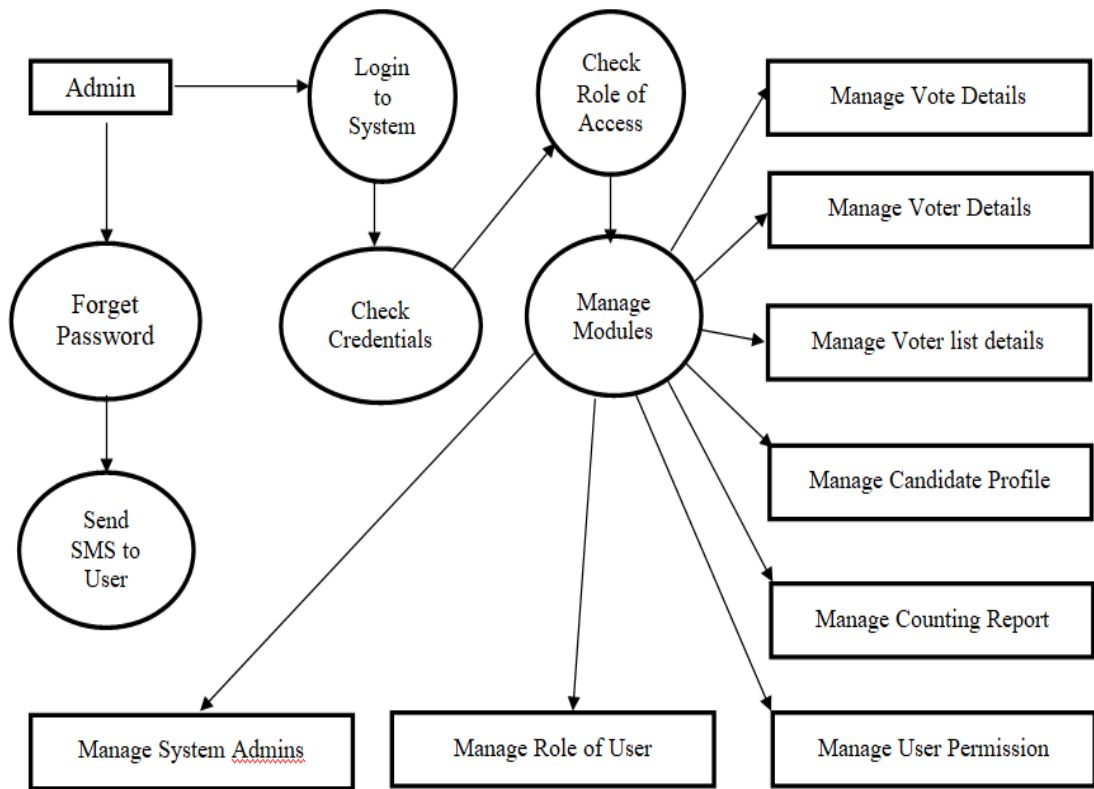 Admin
Login
to
System
Check
Role of
Access
Manage Vote Details
Manage Voter Details
Forget
Password
Check
Credentials
Manage
Modules
Manage Voter list details
Manage Candidate Profile
Send
SMS to
User
Manage Counting Report
Manage System Admins
Manage Role of User
Manage User Permission